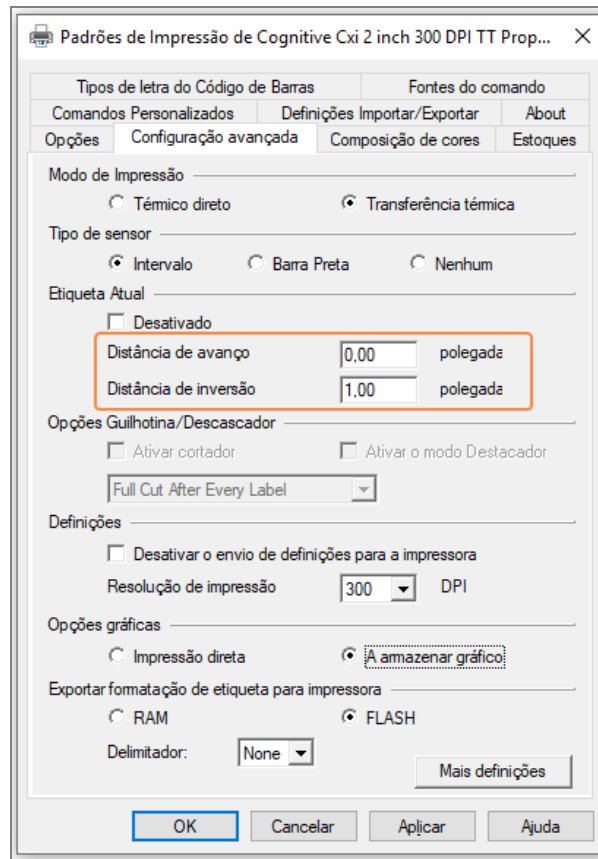 Padrões de Impressão de Cognitive Cxi 2 inch 300 DPI TT Prop...
Tipos de letra do Código de Barras Fontes do comando
Comandos Personalizados Definições Importar/Exportar About
Opções Configuração avançada Composição de cores Estoques
Modo de Impressão
Térmico direto Transferência térmica
Tipo de sensor
Intervalo Barra Preta Nenhum
Etiqueta Atual
Desativado
Distância de avanço 0,00 polegada
Distância de inversão 1,00 polegada
Opções Guilhotina/Descascador
Ativar cortador Ativar o modo Destacador
Full Cut After Every Label
Definições
Desativar o envio de definições para a impressora
Resolução de impressão 300 DPI
Opções gráficas
Impressão direta A armazenar gráfico
Exportar formatação de etiqueta para impressora
RAM FLASH
Delimitador: None
Mais definições
OK Cancelar Aplicar Ajuda